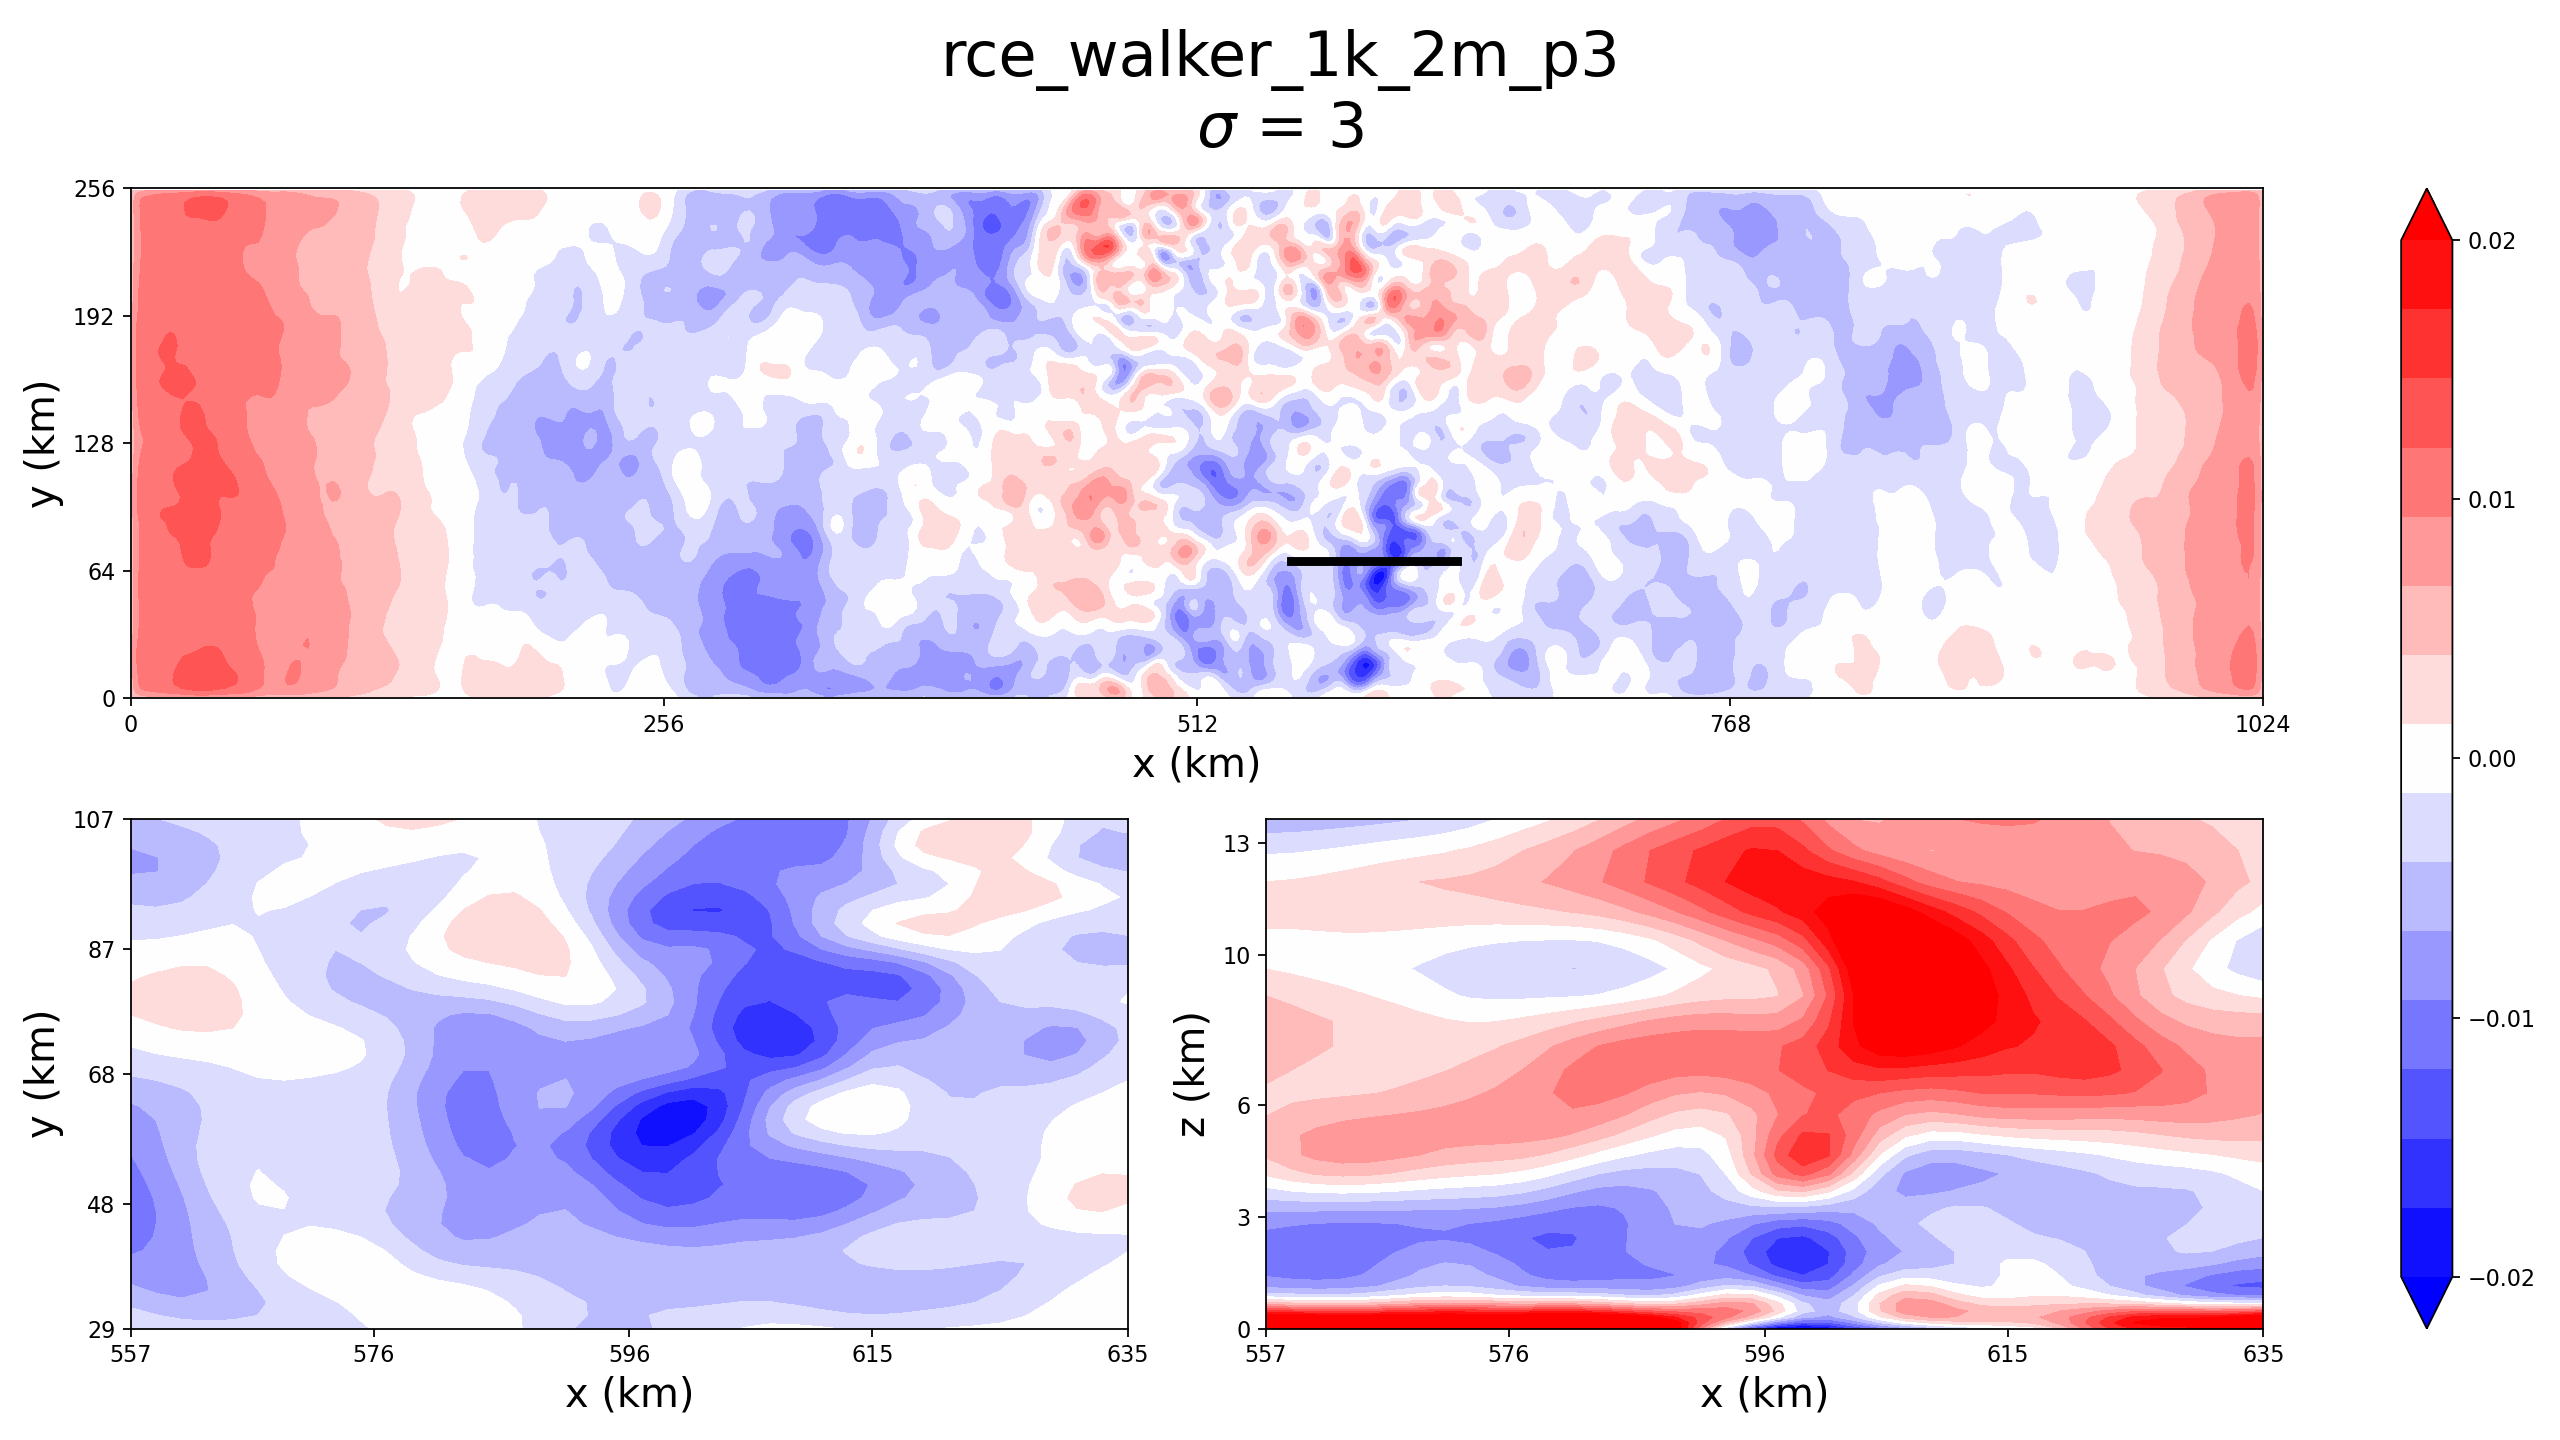 rce_walker_1k_2m_p3
σ = 3
256
192
128
64
0
y (km)
0 256 512 768 1024
x (km)
0.02
0.01
0.00
−0.01
−0.02
107
87
68
48
29
y (km)
557 576 596 615 635
x (km)
13
10
6
3
0
z (km)
557 576 596 615 635
x (km)